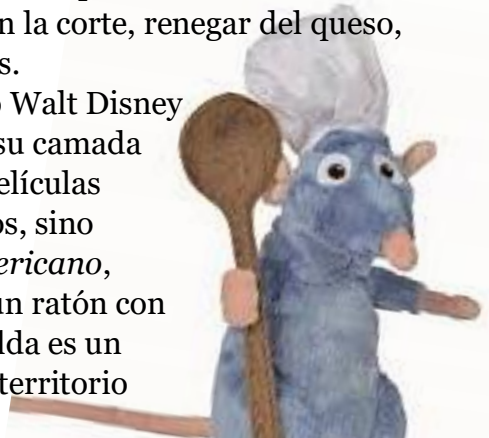 n la corte, renegar del queso,
s.
Walt Disney
su camada
elículas
os, sino
ericano,
un ratón con
lda es un
territorio